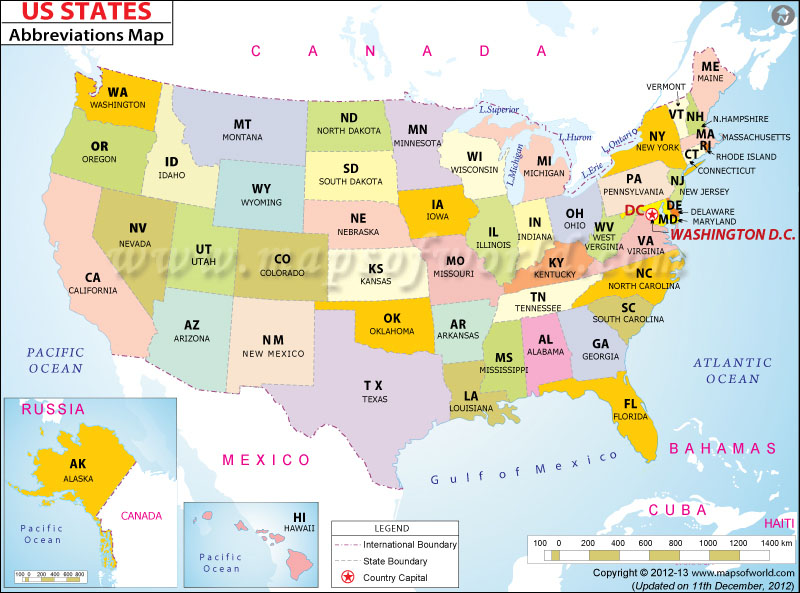 US STATES
Abbreviations Map
N
C A N A D A
WA
WASHINGTON
OR
OREGON
ID
IDAHO
MT
MONTANA
WY
WYOMING
ND
NORTH DAKOTA
SD
SOUTH DAKOTA
NE
NEBRASKA
MN
MINNESOTA
IA
IOWA
WI
WISCONSIN
L.Superior
L.Michigan
L.Huron
L.Erie
L.Ontario
MI
MICHIGAN
ME
MAINE
VERMONT
VT
NH
N.HAMPSHIRE
MA
MASSACHUSETTS
RI
RHODE ISLAND
CT
CONNECTICUT
NY
NEW YORK
PA
PENNSYLVANIA
NJ
NEW JERSEY
DE
DELAWARE
MD
MARYLAND
DC
WASHINGTON D.C.
NV
NEVADA
UT
UTAH
CO
COLORADO
CA
CALIFORNIA
KS
KANSAS
MO
MISSOURI
IL
ILLINOIS
IN
INDIANA
OH
OHIO
WV
WEST
VIRGINIA
VA
VIRGINIA
KY
KENTUCKY
NC
NORTH CAROLINA
TN
TENNESSEE
SC
SOUTH CAROLINA
www.mapsofworld.com
AZ
ARIZONA
NM
NEW MEXICO
OK
OKLAHOMA
AR
ARKANSAS
TX
TEXAS
LA
LOUISIANA
MS
MISSISSIPPI
AL
ALABAMA
GA
GEORGIA
FL
FLORIDA
PACIFIC
OCEAN
ATLANTIC
OCEAN
MEXICO
Gulf of Mexico
BAHAMAS
CUBA
HAITI
RUSSIA
AK
ALASKA
CANADA
Pacific
Ocean
100 0 200 400 600 800
HI
HAWAII
Pacific
Ocean
LEGEND
International Boundary
State Boundary
Country Capital
100 0 200 400 600 800 1000 1200 1400 km
Copyright © 2012-13 www.mapsofworld.com
(Updated on 11th December, 2012)